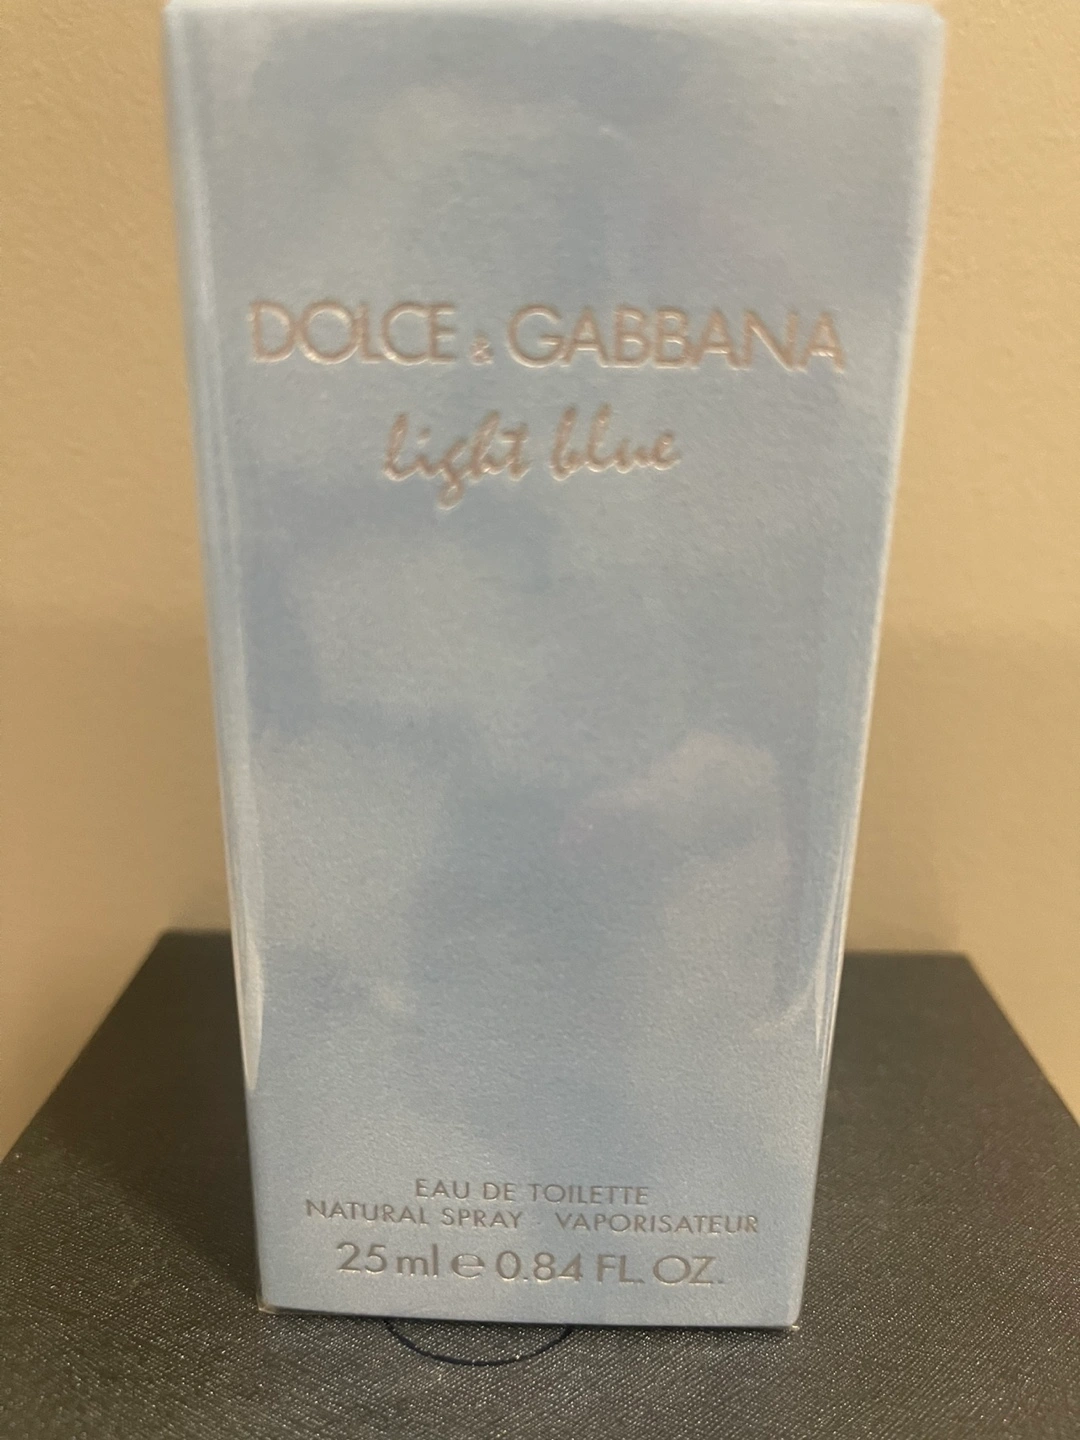 DOLCE & GABBANA
light blue
EAU DE TOILETTE
NATURAL SPRAY - VAPORISATEUR
25 ml ℮ 0.84 FL. OZ.